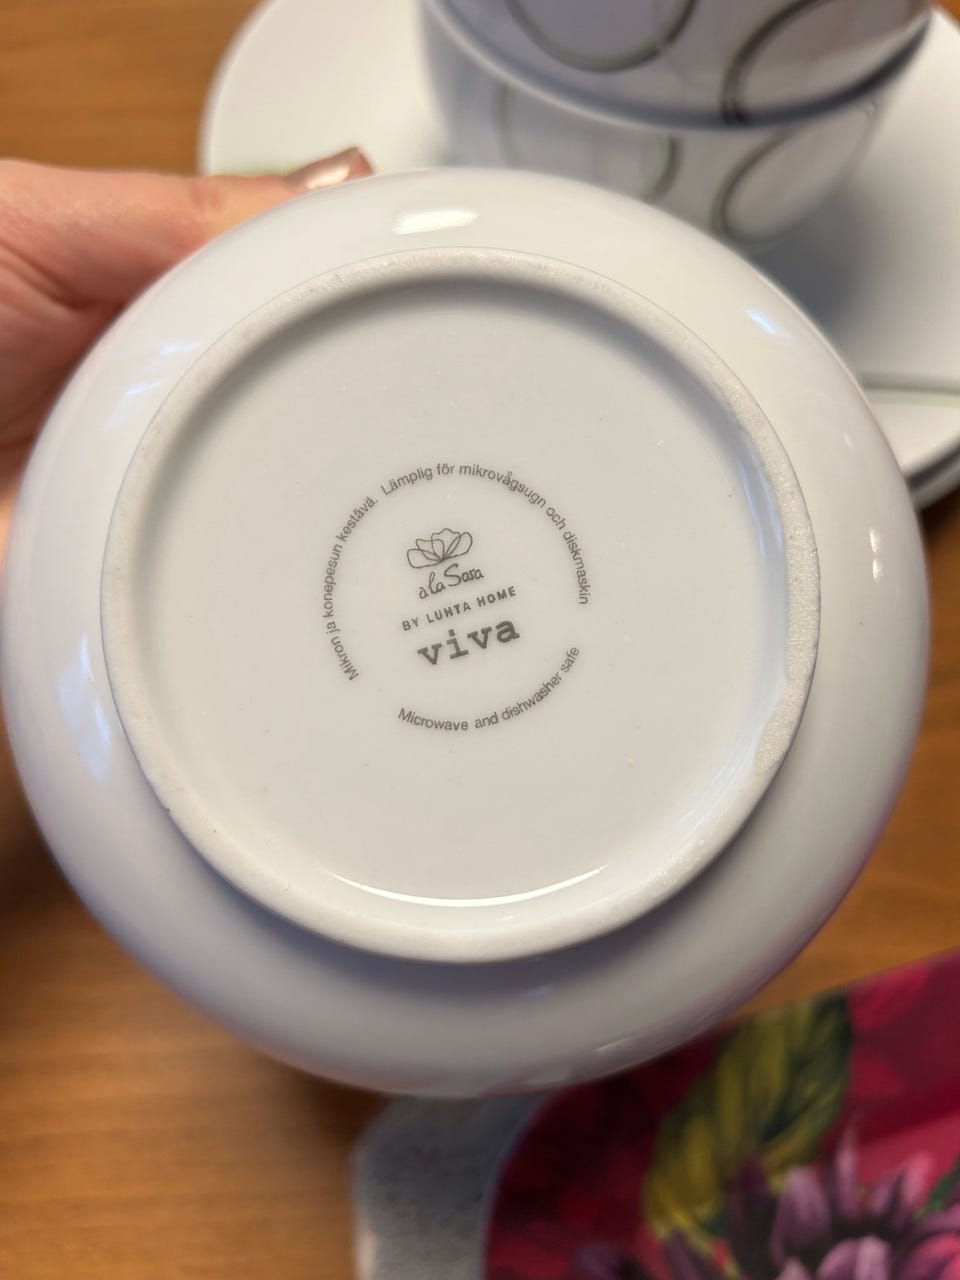 Mikron ja konepesun kestävä. Lämplig för mikrovågsugn och diskmaskin
à la Sara
BY LUHTA HOME
viva
Microwave and dishwasher safe